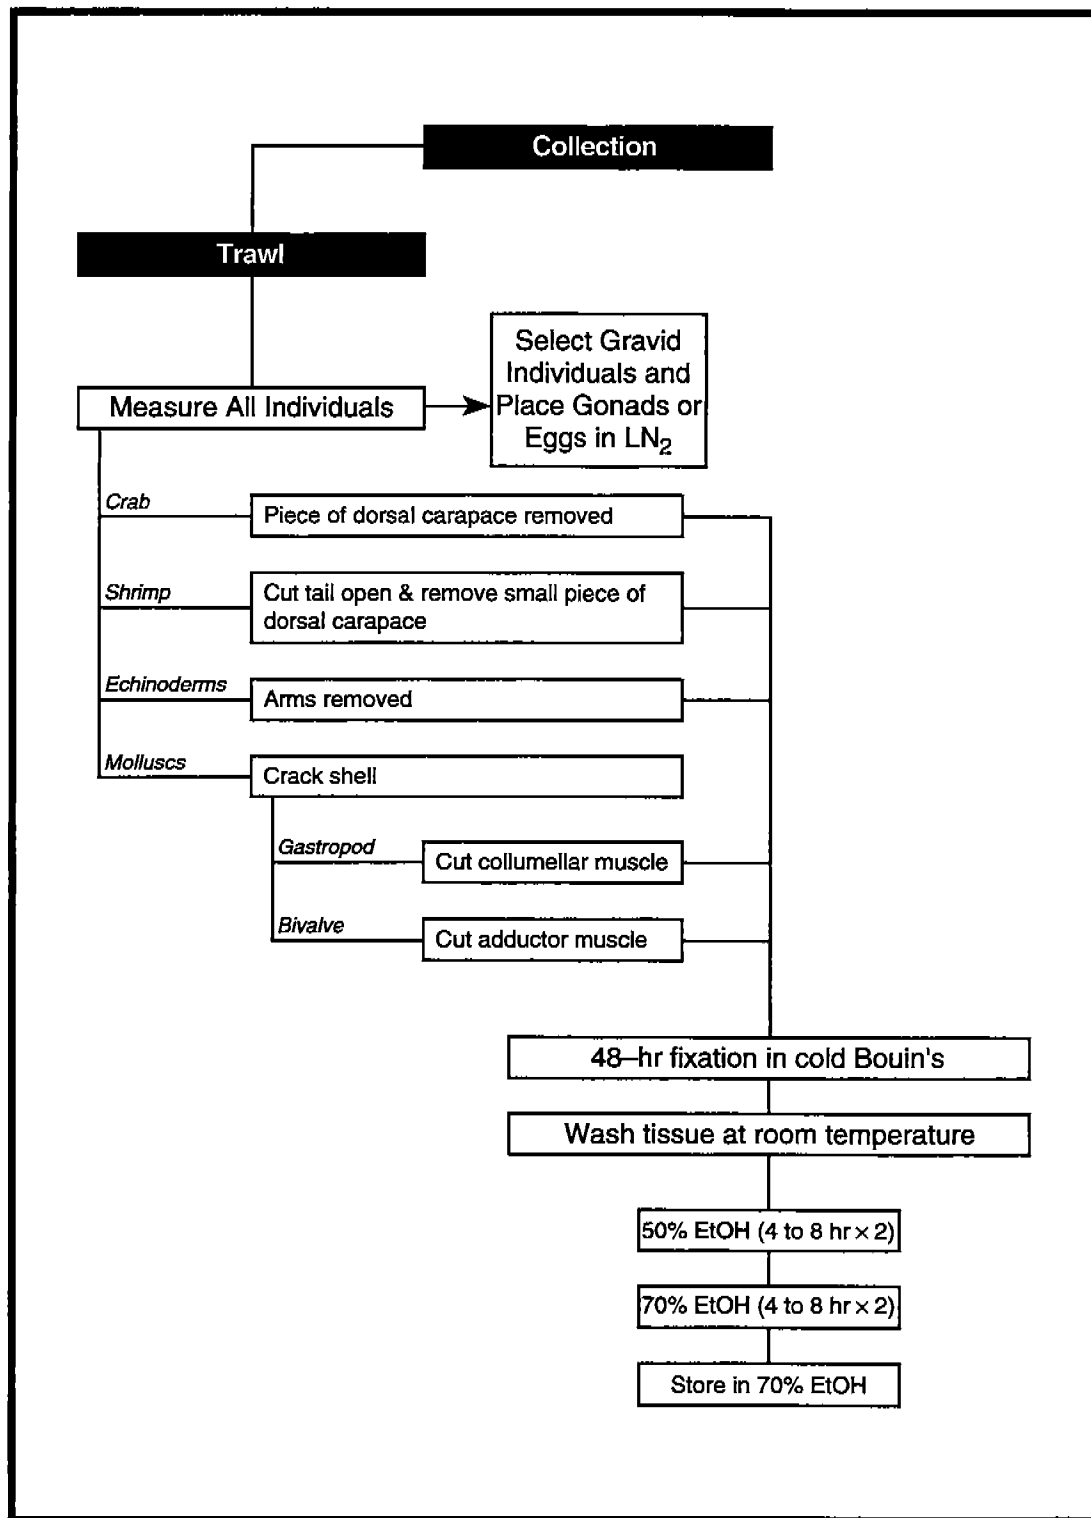 Collection
Trawl
Select Gravid
Individuals and
Place Gonads or
Eggs in LN₂
Measure All Individuals
Crab
Piece of dorsal carapace removed
Shrimp
Cut tail open & remove small piece of
dorsal carapace
Echinoderms
Arms removed
Molluscs
Crack shell
Gastropod
Cut collumellar muscle
Bivalve
Cut adductor muscle
48–hr fixation in cold Bouin's
Wash tissue at room temperature
50% EtOH (4 to 8 hr × 2)
70% EtOH (4 to 8 hr × 2)
Store in 70% EtOH